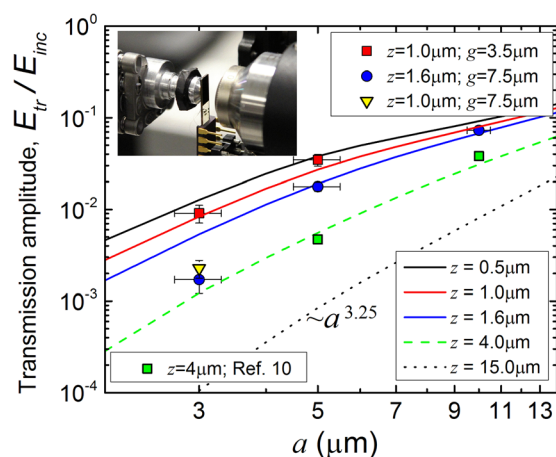 Transmission amplitude, E_tr / E_inc
10^0
10^-1
10^-2
10^-3
10^-4
z=1.0μm; g=3.5μm
z=1.6μm; g=7.5μm
z=1.0μm; g=7.5μm
~a^3.25
z = 0.5μm
z = 1.0μm
z = 1.6μm
z = 4.0μm
z = 15.0μm
z=4μm; Ref. 10
3 5 7 9 11 13
a (μm)